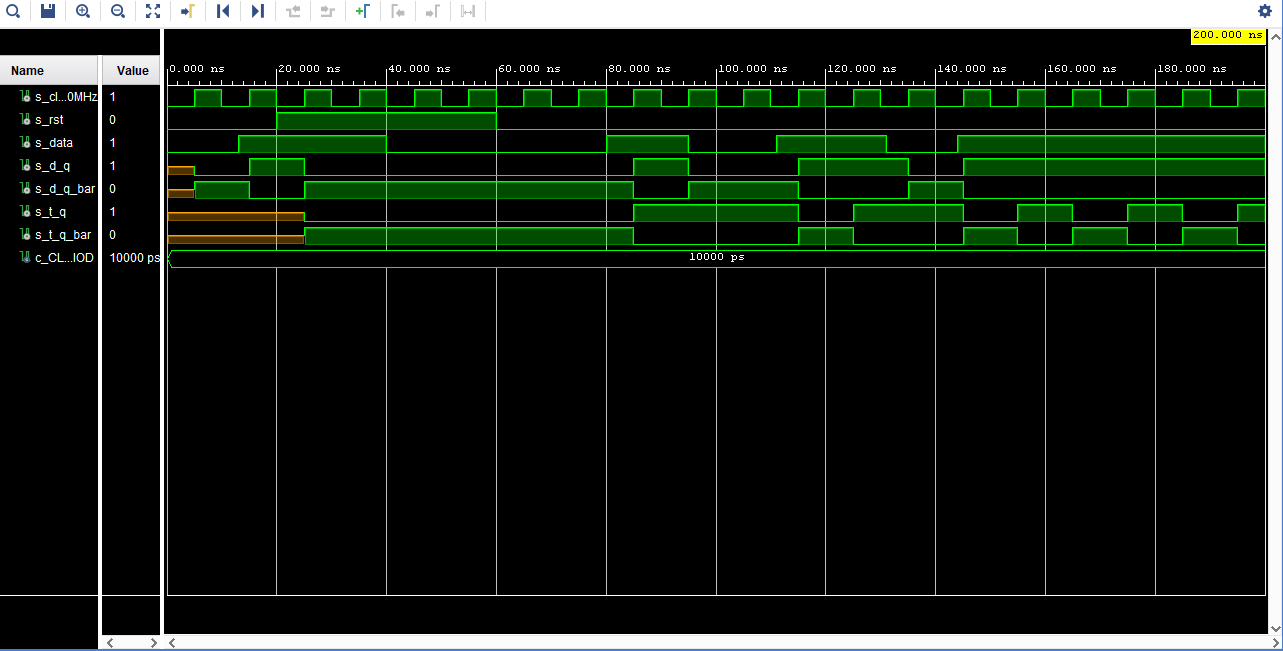 200.000 ns
Name Value 0.000 ns 20.000 ns 40.000 ns 60.000 ns 80.000 ns 100.000 ns 120.000 ns 140.000 ns 160.000 ns 180.000 ns
s_cl...0MHz 1
s_rst 0
s_data 1
s_d_q 1
s_d_q_bar 0
s_t_q 1
s_t_q_bar 0
c_CL...IOD 10000 ps 10000 ps